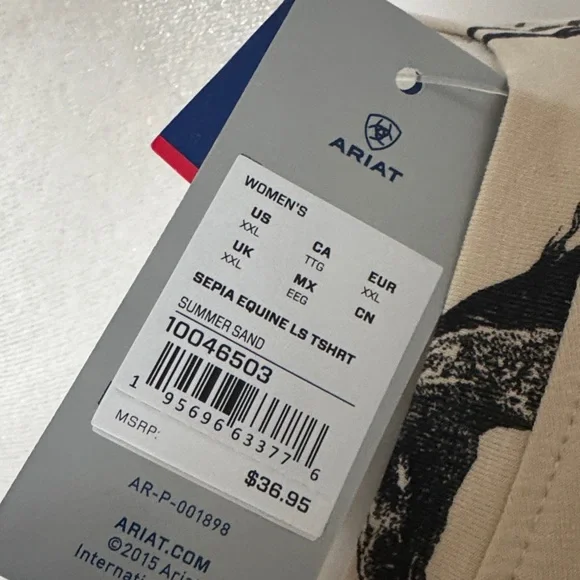 ARIAT
WOMEN'S
US CA EUR
XXL TTG XXL
UK MX CN
XXL EEG
SEPIA EQUINE LS TSHRT
SUMMER SAND
10046503
1 95696 63377 6
MSRP: $36.95
AR-P-001898
ARIAT.COM
©2015 Aria
Internati